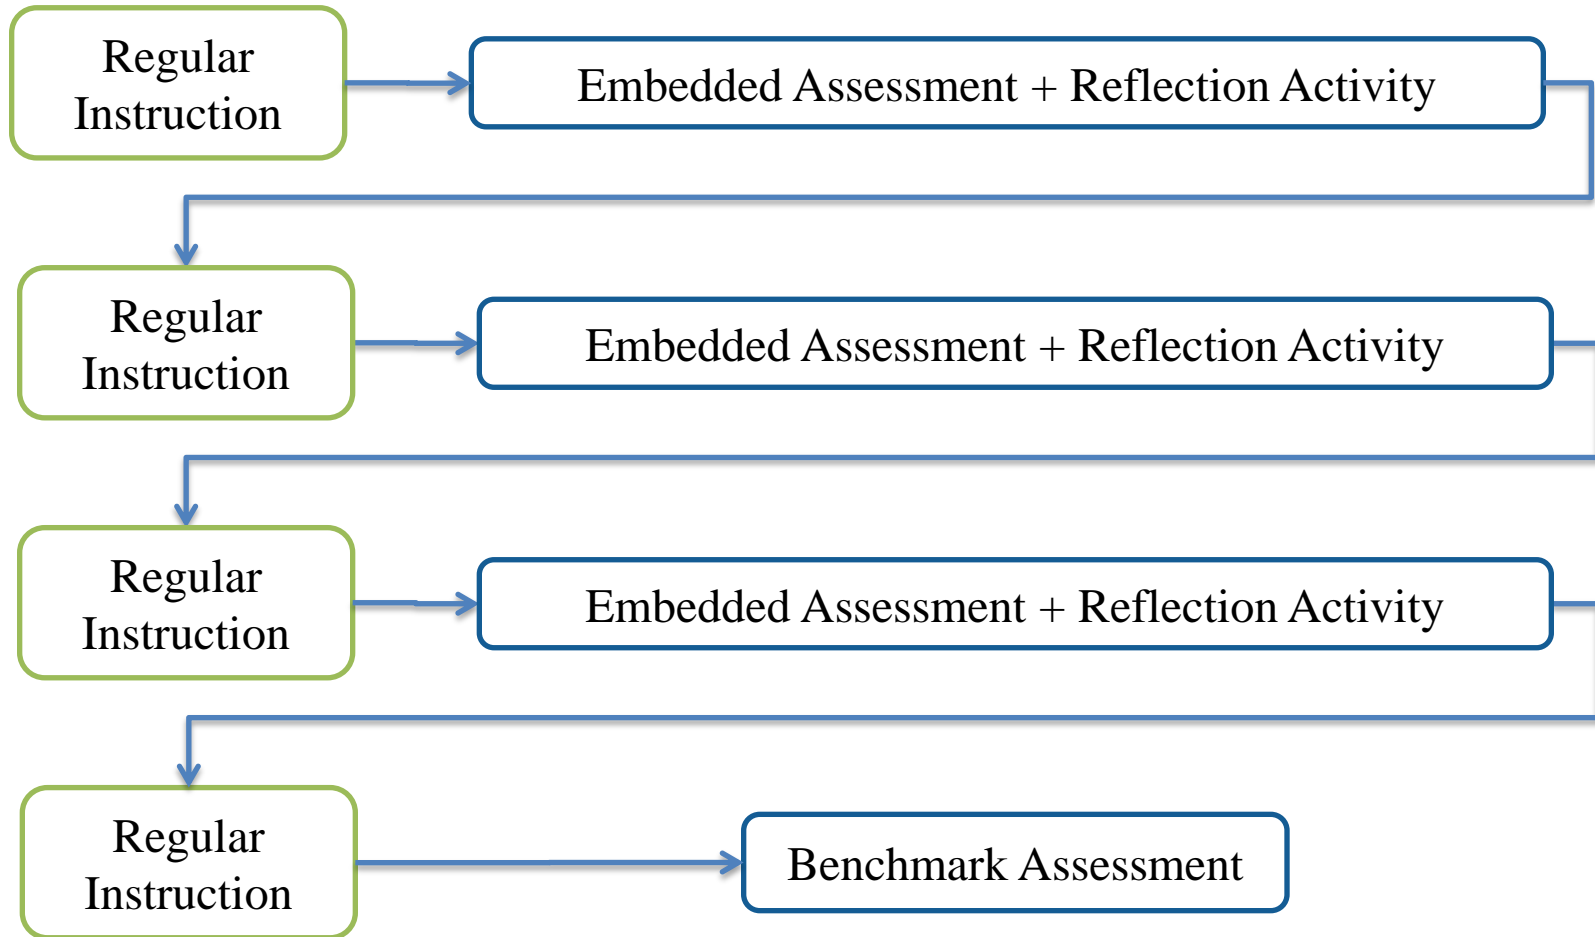 Regular
Instruction
Embedded Assessment + Reflection Activity
Regular
Instruction
Embedded Assessment + Reflection Activity
Regular
Instruction
Embedded Assessment + Reflection Activity
Regular
Instruction
Benchmark Assessment